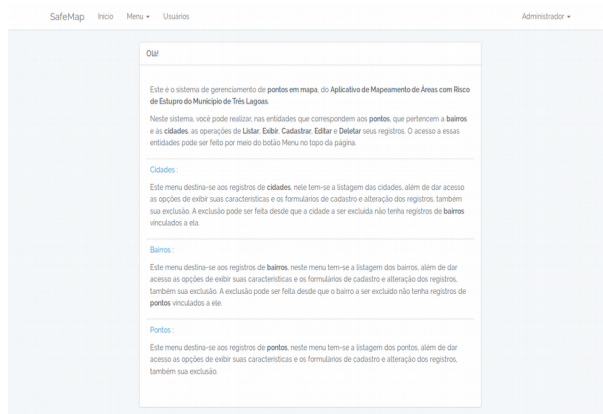 SafeMap Início Menu Usuários Administrador
Olá!
Este é o sistema de gerenciamento de pontos em mapa, do Aplicativo de Mapeamento de Áreas com Risco
de Estupro do Município de Três Lagoas.
Neste sistema, você pode realizar, nas entidades que correspondem aos pontos, que pertencem a bairros
e às cidades, as operações de Listar, Exibir, Cadastrar, Editar e Deletar seus registros. O acesso a essas
entidades pode ser feito por meio do botão Menu no topo da página.
Cidades :
Este menu destina-se aos registros de cidades, nele tem-se a listagem das cidades, além de dar acesso
as opções de exibir suas características e os formulários de cadastro e alteração dos registros, também
sua exclusão. A exclusão pode ser feita desde que a cidade a ser excluída não tenha registros de bairros
vinculados a ela.
Bairros :
Este menu destina-se aos registros de bairros, neste menu tem-se a listagem dos bairros, além de dar
acesso as opções de exibir suas características e os formulários de cadastro e alteração dos registros,
também sua exclusão. A exclusão pode ser feita desde que o bairro a ser excluído não tenha registros de
pontos vinculados a ele.
Pontos :
Este menu destina-se aos registros de pontos, neste menu tem-se a listagem dos pontos, além de dar
acesso as opções de exibir suas características e os formulários de cadastro e alteração dos registros,
também sua exclusão.